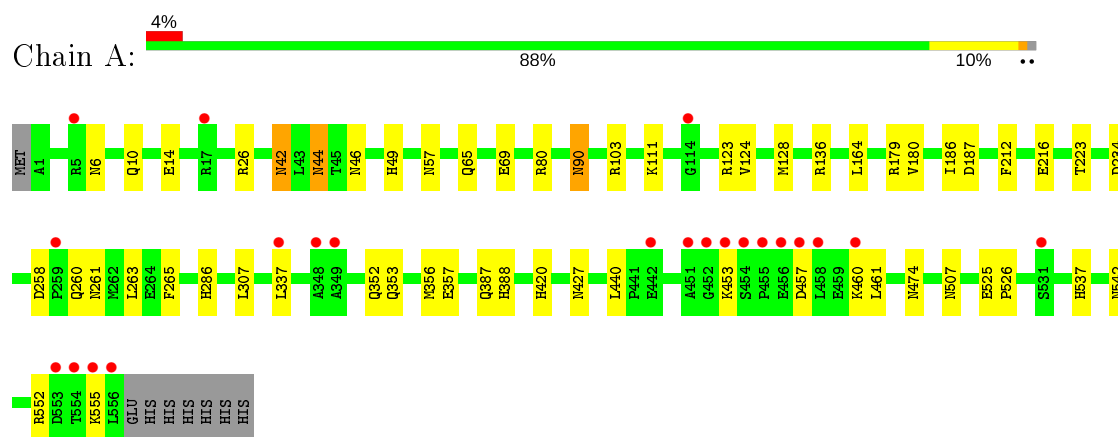 4%
Chain A:
88% 10% ••
MET A1 R5 N6 Q10 E14 R17 R26 N42 L43 N44 T45 N46 H49 N57 Q65 E69 R80 N90 R103 K111 G114 R123 V124 M128 R136 L164 R179 V180 I186 D187 F212 E216 T223 D234
D258 P259 Q260 N261 M262 L263 E264 F265 H286 L307 L337 A348 A349 Q352 Q353 M356 E357 Q387 H388 H420 N427 L440 P441 E442 A451 G452 K453 S454 P455 E456 D457 L458 E459 K460 L461 N474 N507 E525 P526 S531 H537 N542
R552 D553 T554 K555 L556 GLU HIS HIS HIS HIS HIS